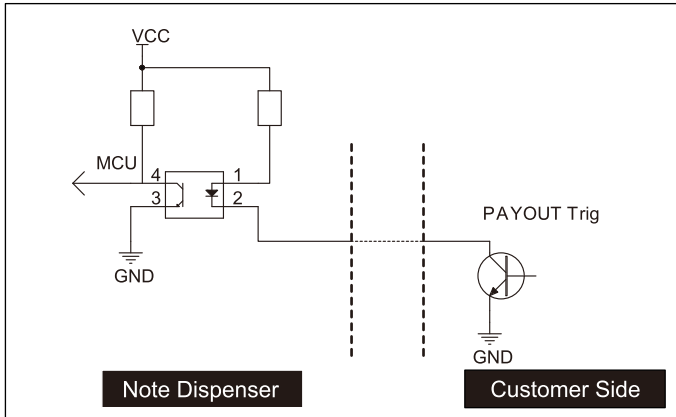 VCC
MCU
4
1
3
2
PAYOUT Trig
GND
GND
Note Dispenser
Customer Side